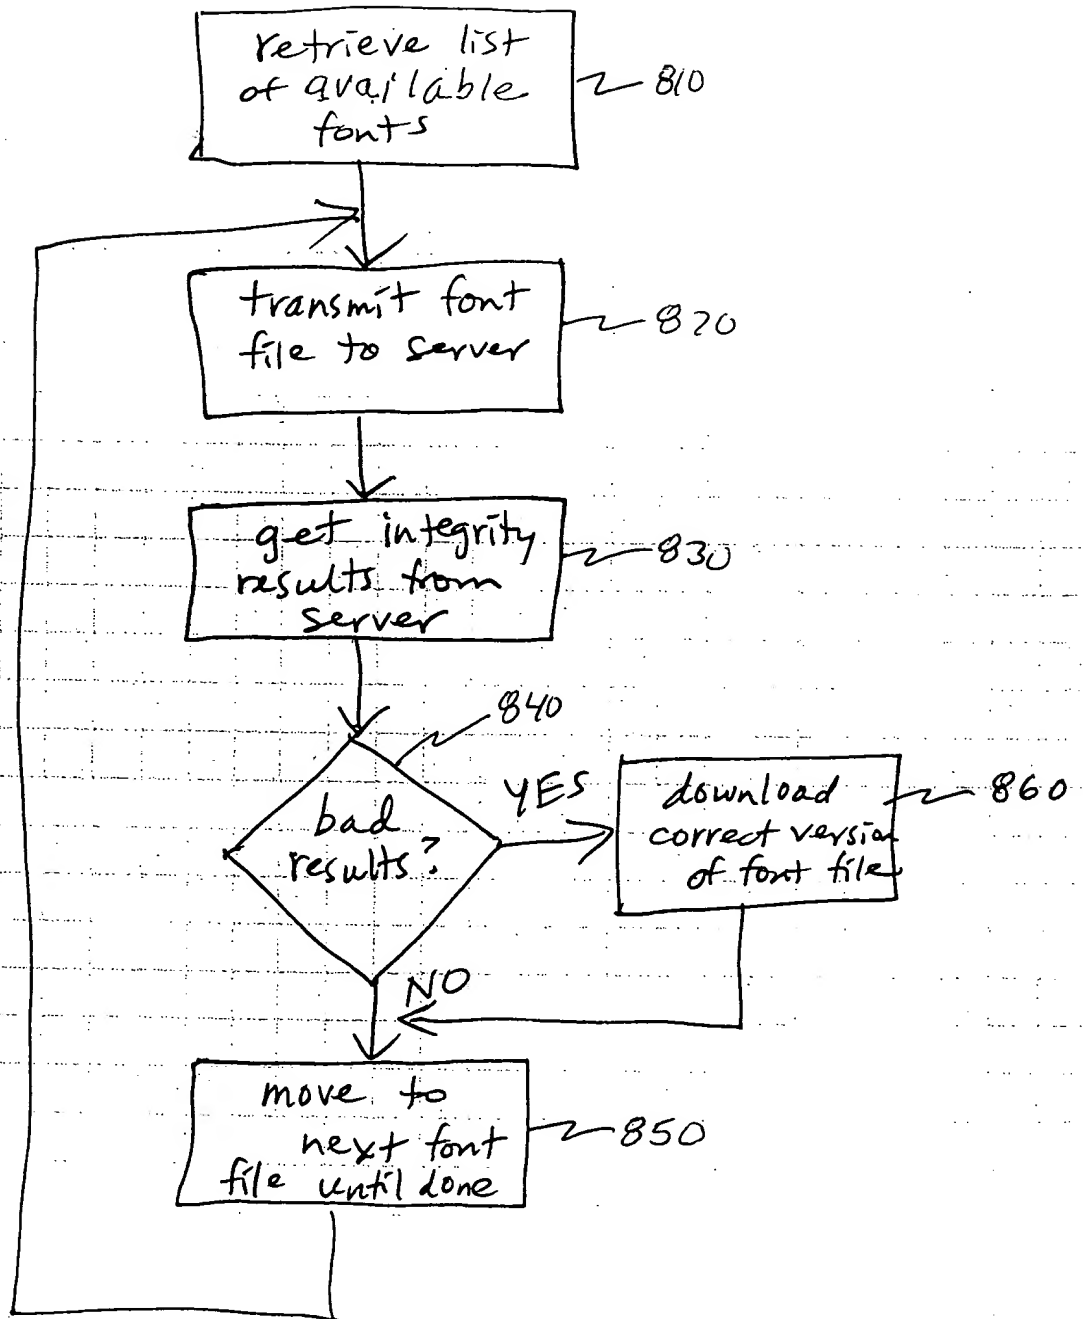 retrieve list
of available
fonts
810
transmit font
file to server
820
get integrity
results from
server
830
840
bad
results?
YES
download
correct version
of font file
860
NO
move to
next font
file until done
850